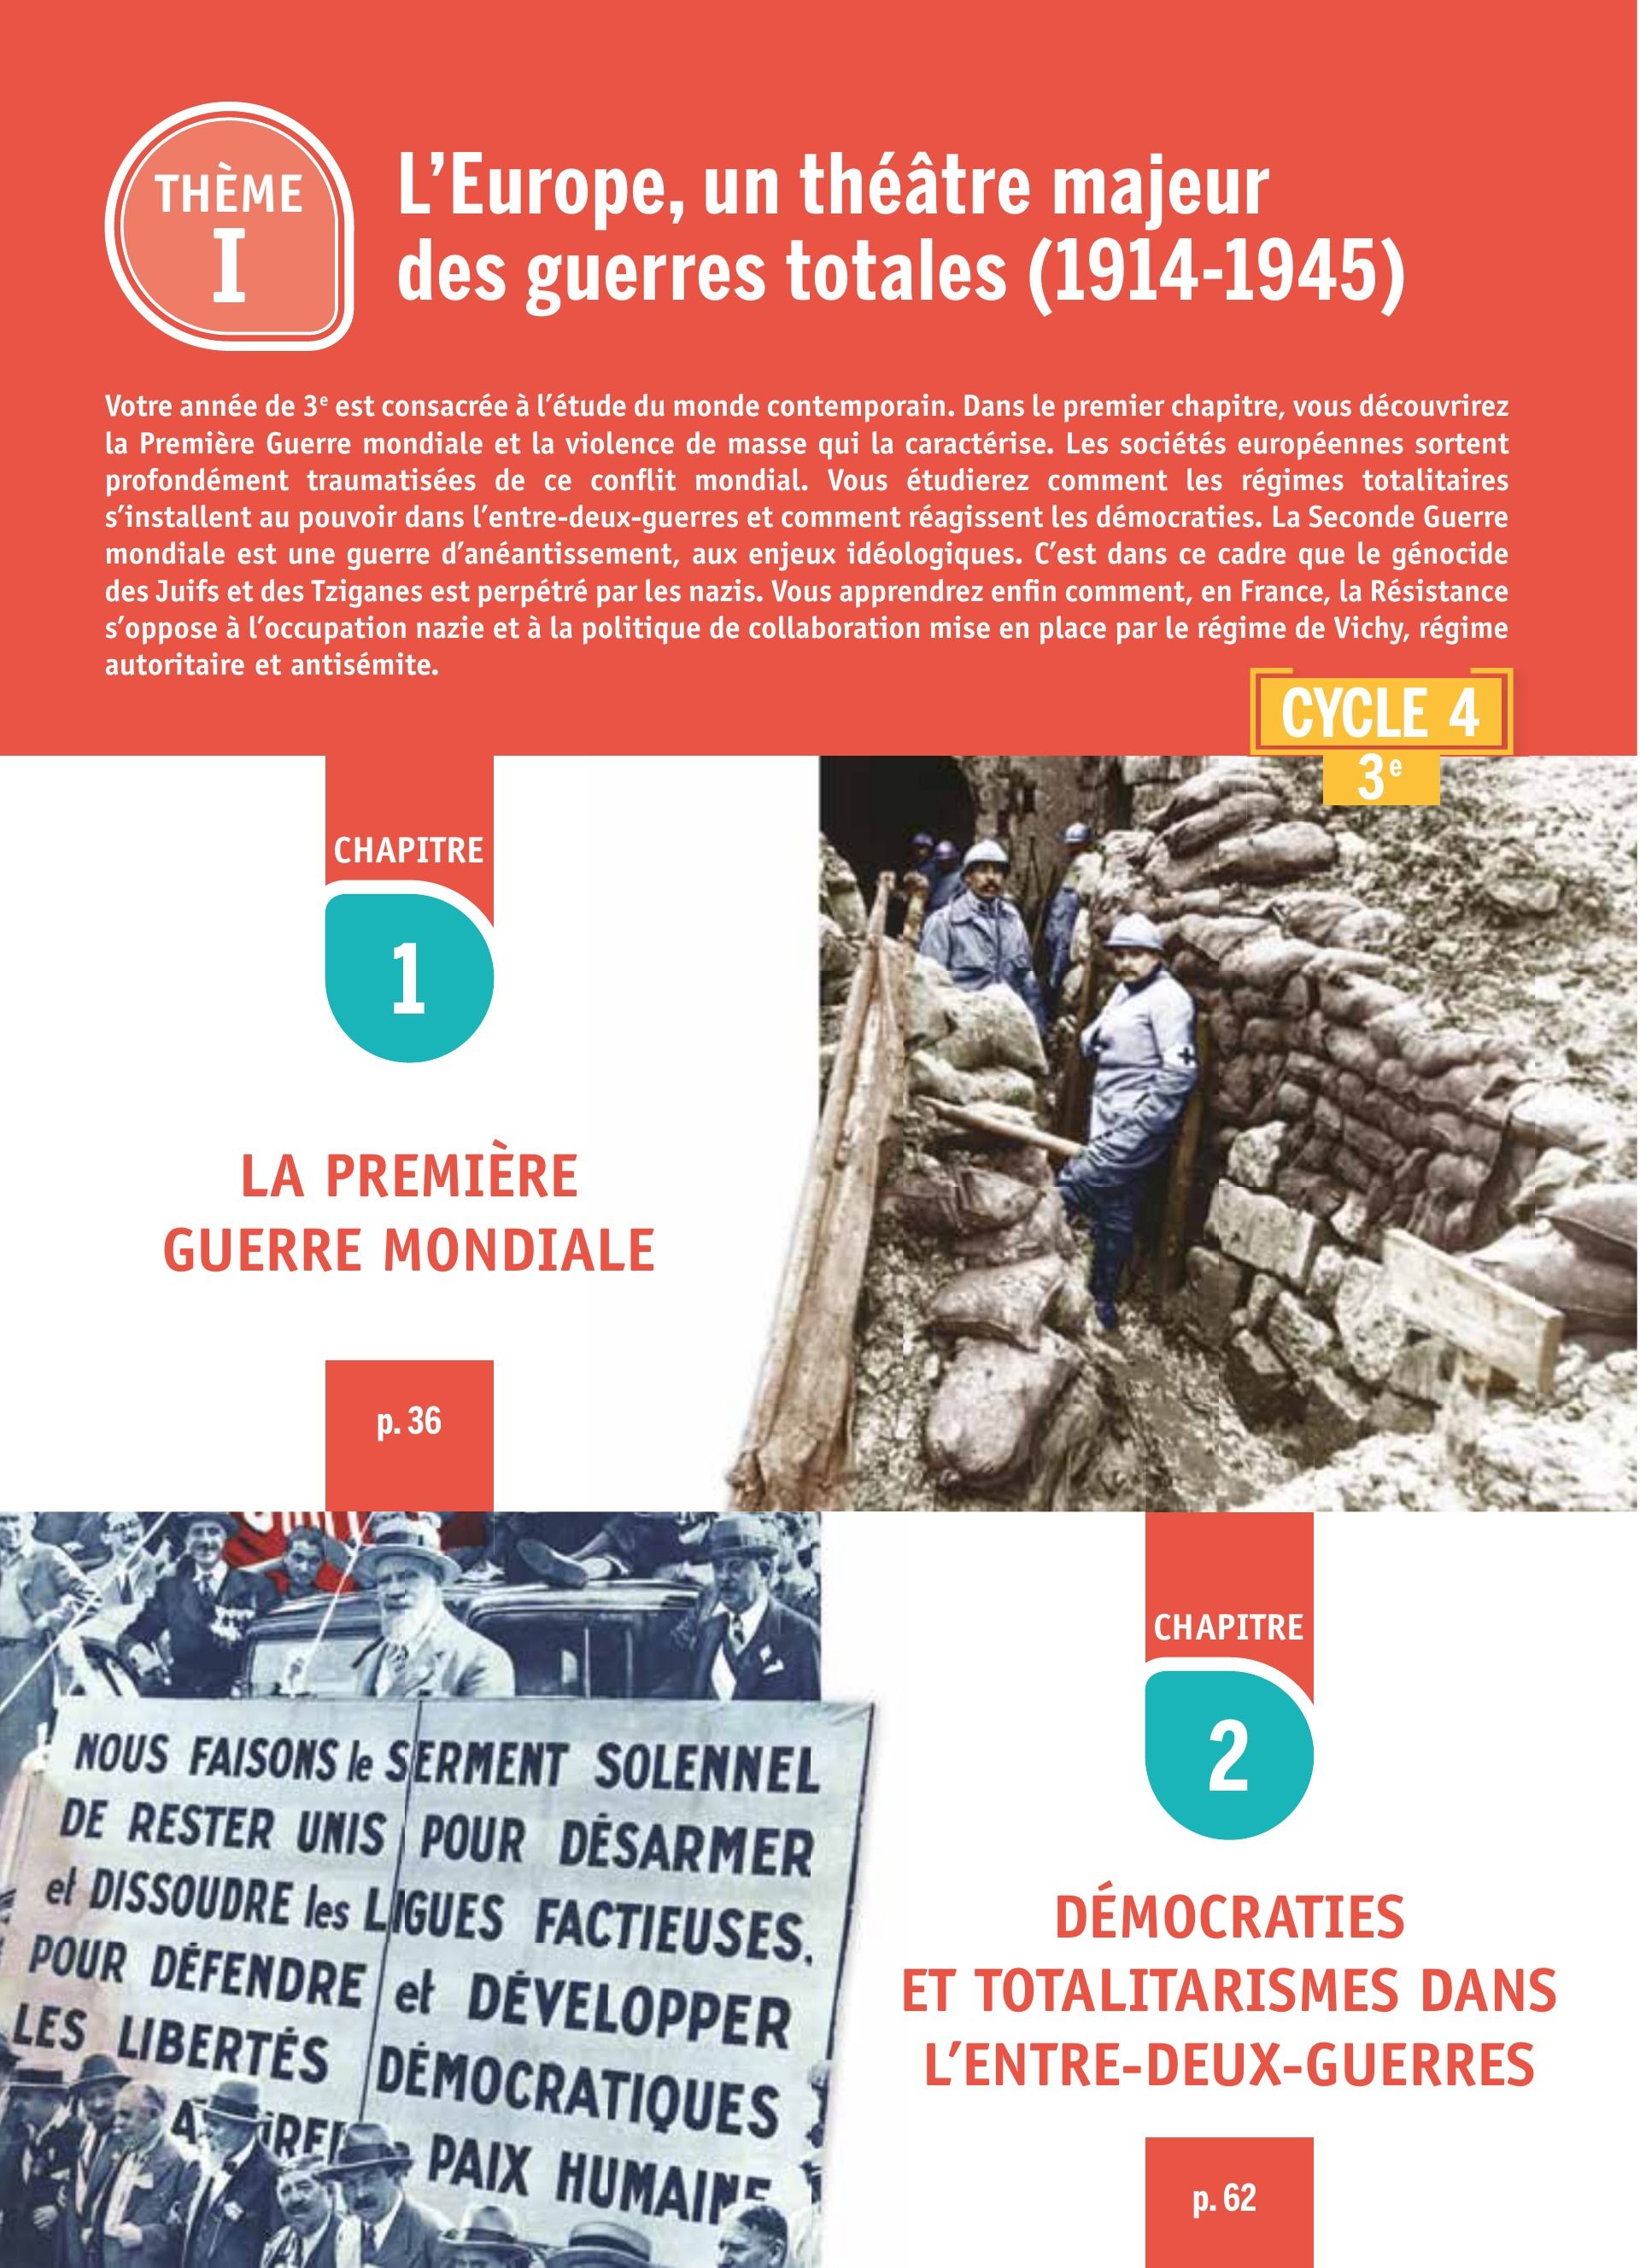 THÈME
I
L'Europe, un théâtre majeur
des guerres totales (1914-1945)
Votre année de 3e est consacrée à l'étude du monde contemporain. Dans le premier chapitre, vous découvrirez
la Première Guerre mondiale et la violence de masse qui la caractérise. Les sociétés européennes sortent
profondément traumatisées de ce conflit mondial. Vous étudierez comment les régimes totalitaires
s'installent au pouvoir dans l'entre-deux-guerres et comment réagissent les démocraties. La Seconde Guerre
mondiale est une guerre d'anéantissement, aux enjeux idéologiques. C'est dans ce cadre que le génocide
des Juifs et des Tziganes est perpétré par les nazis. Vous apprendrez enfin comment, en France, la Résistance
s'oppose à l'occupation nazie et à la politique de collaboration mise en place par le régime de Vichy, régime
autoritaire et antisémite.
CYCLE 4
3e
CHAPITRE
1
LA PREMIÈRE
GUERRE MONDIALE
p. 36
NOUS FAISONS le SERMENT SOLENNEL
DE RESTER UNIS POUR DÉSARMER
et DISSOUDRE les LIGUES FACTIEUSES.
POUR DÉFENDRE et DÉVELOPPER
LES LIBERTÉS DÉMOCRATIQUES
PAIX HUMAINE
CHAPITRE
2
DÉMOCRATIES
ET TOTALITARISMES DANS
L'ENTRE-DEUX-GUERRES
p. 62